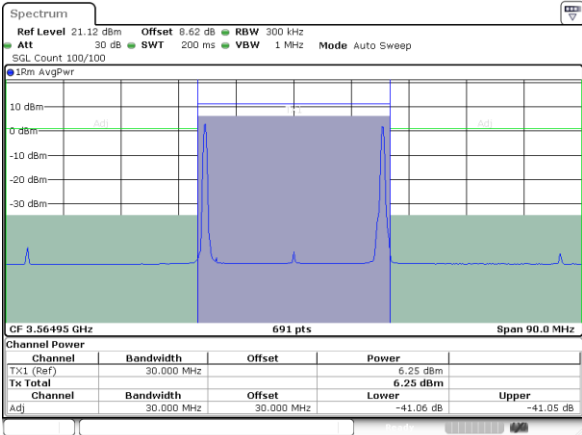 Spectrum
Ref Level 21.12 dBm Offset 8.62 dB RBW 300 kHz
Att 30 dB SWT 200 ms VBW 1 MHz Mode Auto Sweep
SGL Count 100/100
1Rm AvgPwr
10 dBm
Adj Adj
0 dBm
-10 dBm
-20 dBm
-30 dBm
CF 3.56495 GHz 691 pts Span 90.0 MHz
Channel Power
Channel Bandwidth Offset Power
TX1 (Ref) 30.000 MHz 6.25 dBm
Tx Total 6.25 dBm
Channel Bandwidth Offset Lower Upper
Adj 30.000 MHz 30.000 MHz -41.06 dB -41.05 dB
Ready